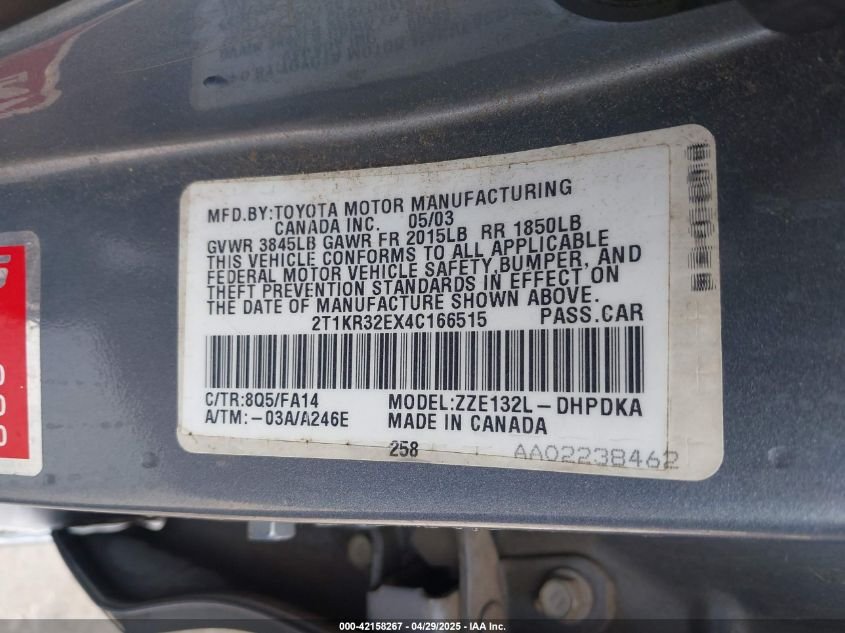 MFD.BY:TOYOTA MOTOR MANUFACTURING
CANADA INC. 05/03
GVWR 3845LB GAWR FR 2015LB RR 1850LB
THIS VEHICLE CONFORMS TO ALL APPLICABLE
FEDERAL MOTOR VEHICLE SAFETY,BUMPER, AND
THEFT PREVENTION STANDARDS IN EFFECT ON
THE DATE OF MANUFACTURE SHOWN ABOVE.
2T1KR32EX4C166515 PASS.CAR
C/TR:8Q5/FA14 MODEL:ZZE132L-DHPDKA
A/TM:-03A/A246E MADE IN CANADA
258 AA02238462
000-42158267 - 04/29/2025 - IAA Inc.